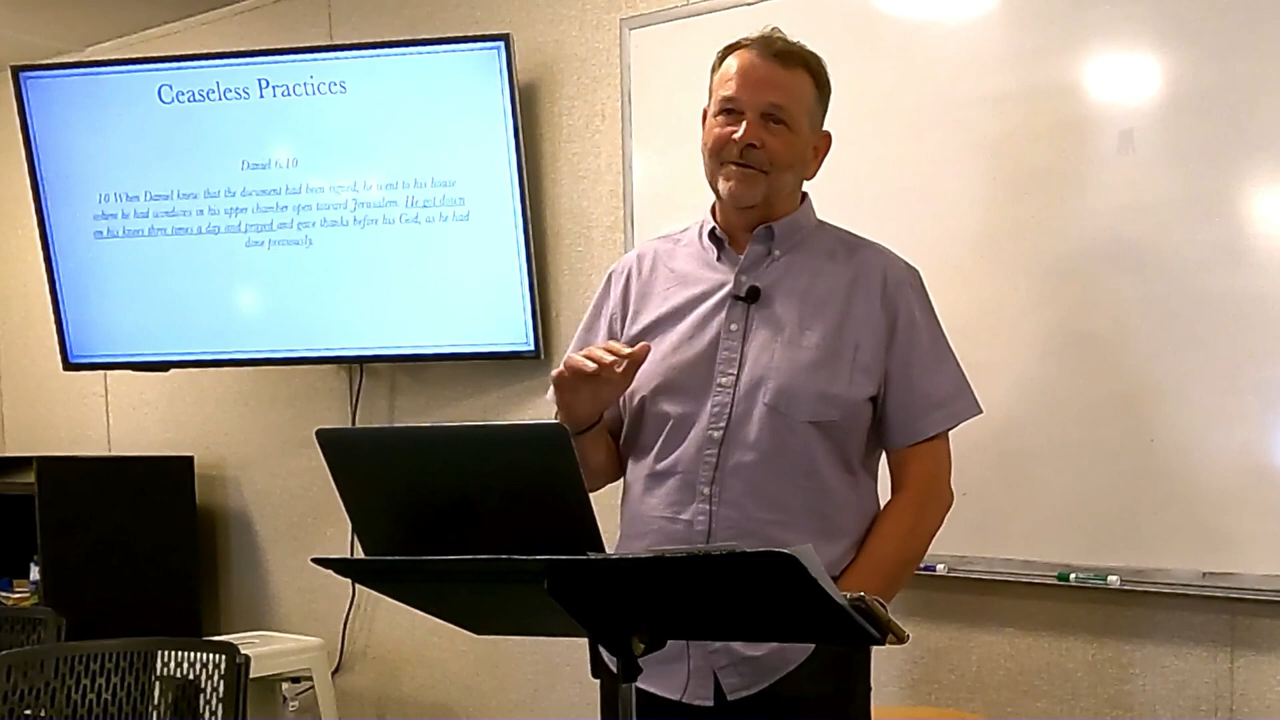 Ceaseless Practices
Daniel 6:10
10 When Daniel knew that the document had been signed, he went to his house
where he had windows in his upper chamber open toward Jerusalem. He got down
on his knees three times a day and prayed and gave thanks before his God, as he had
done previously.